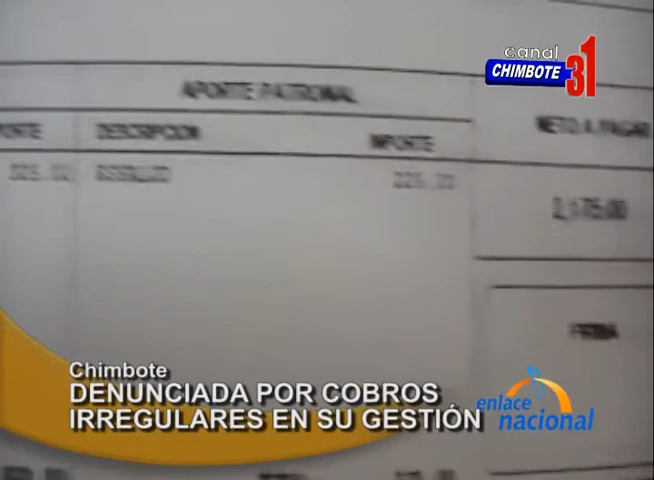 canal
CHIMBOTE 31
APORTE PATRONAL
NETO A PAGAR
DESCRIPCION
IMPORTE
ESSALUD
FIRMA
Chimbote
DENUNCIADA POR COBROS
IRREGULARES EN SU GESTIÓN
enlace
nacional